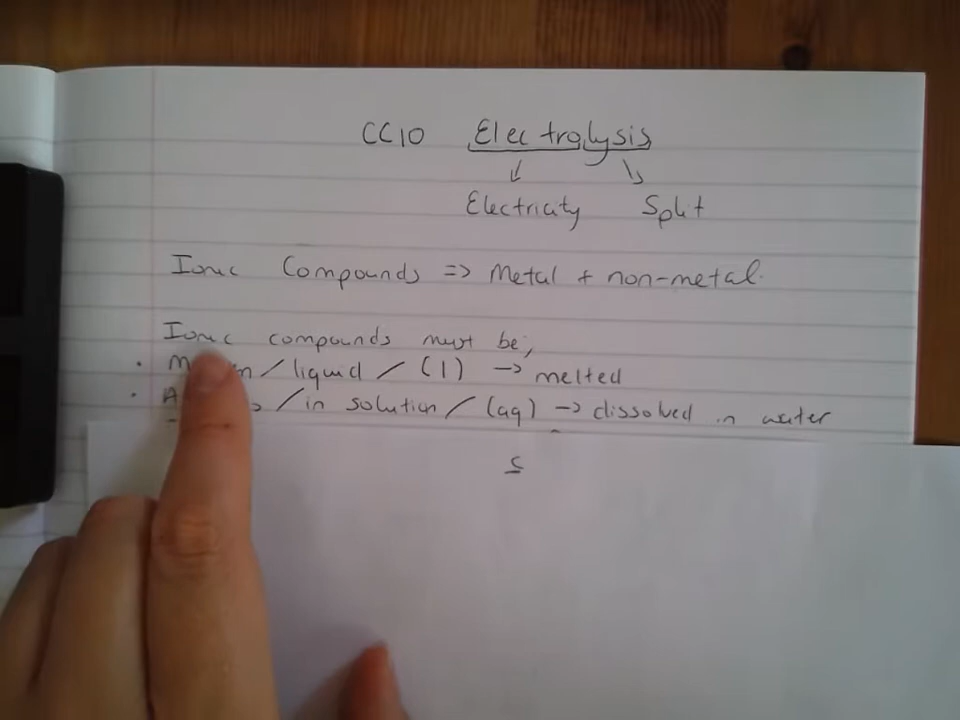 CC10 Electrolysis
Electricity Split
Ionic Compounds => Metal + non-metal.
Ionic compounds must be;
• / liquid / (l) -> melted
• / in solution / (aq) -> dissolved in water